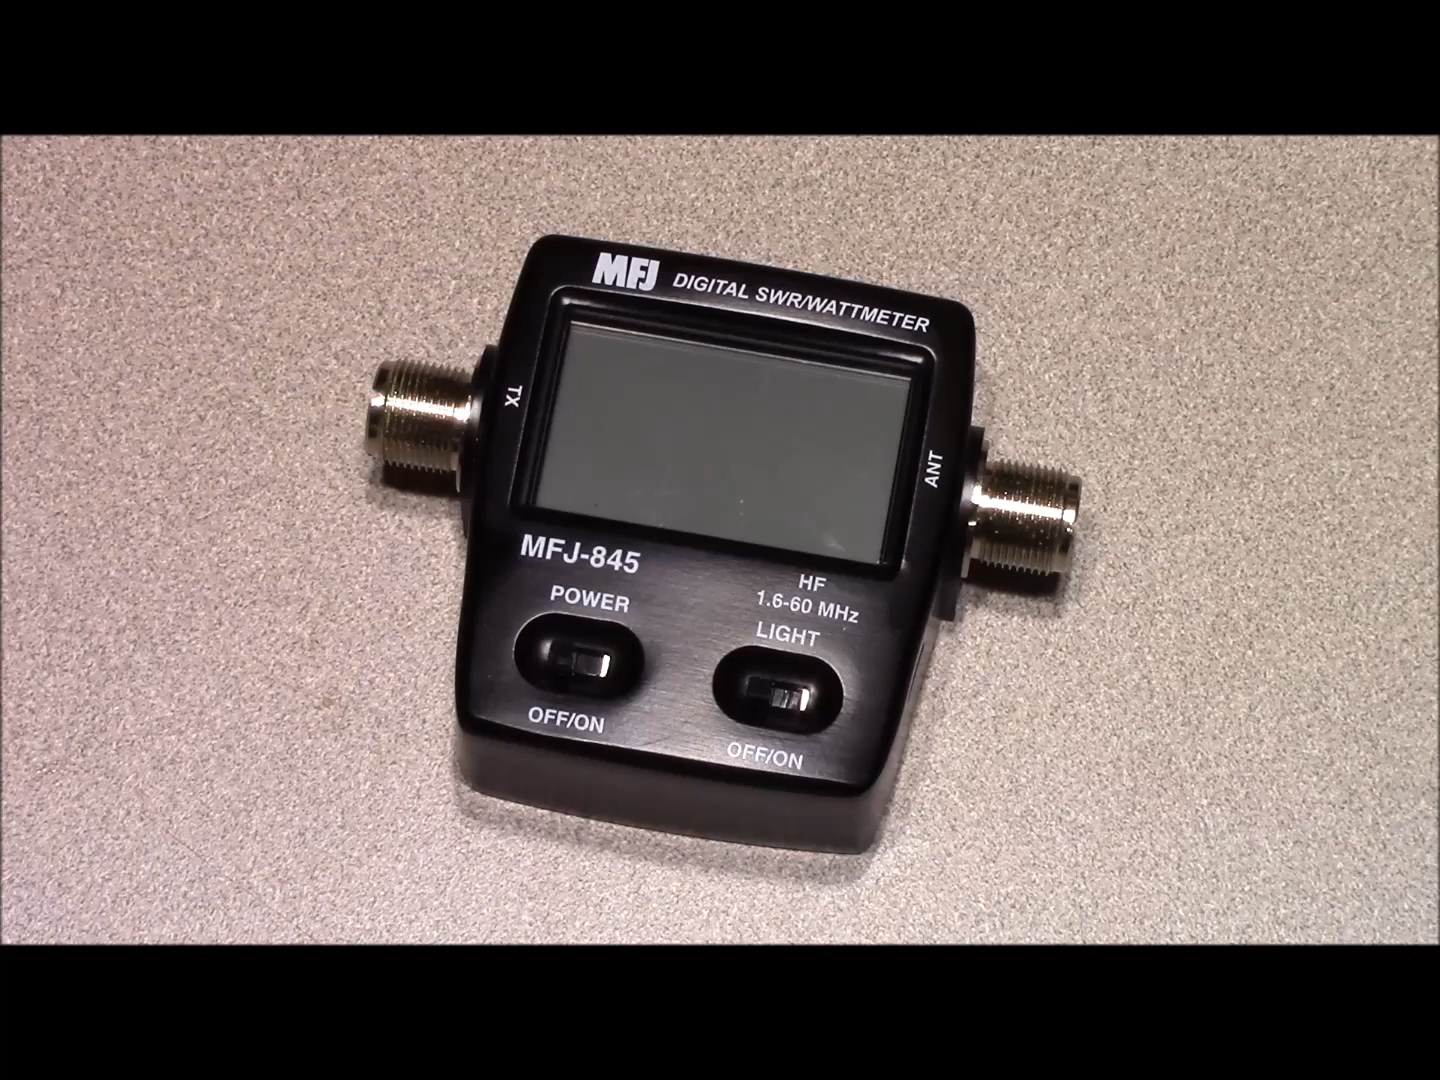 MFJ DIGITAL SWR/WATTMETER
TX
ANT
MFJ-845
HF
1.6-60 MHz
POWER
LIGHT
OFF/ON
OFF/ON